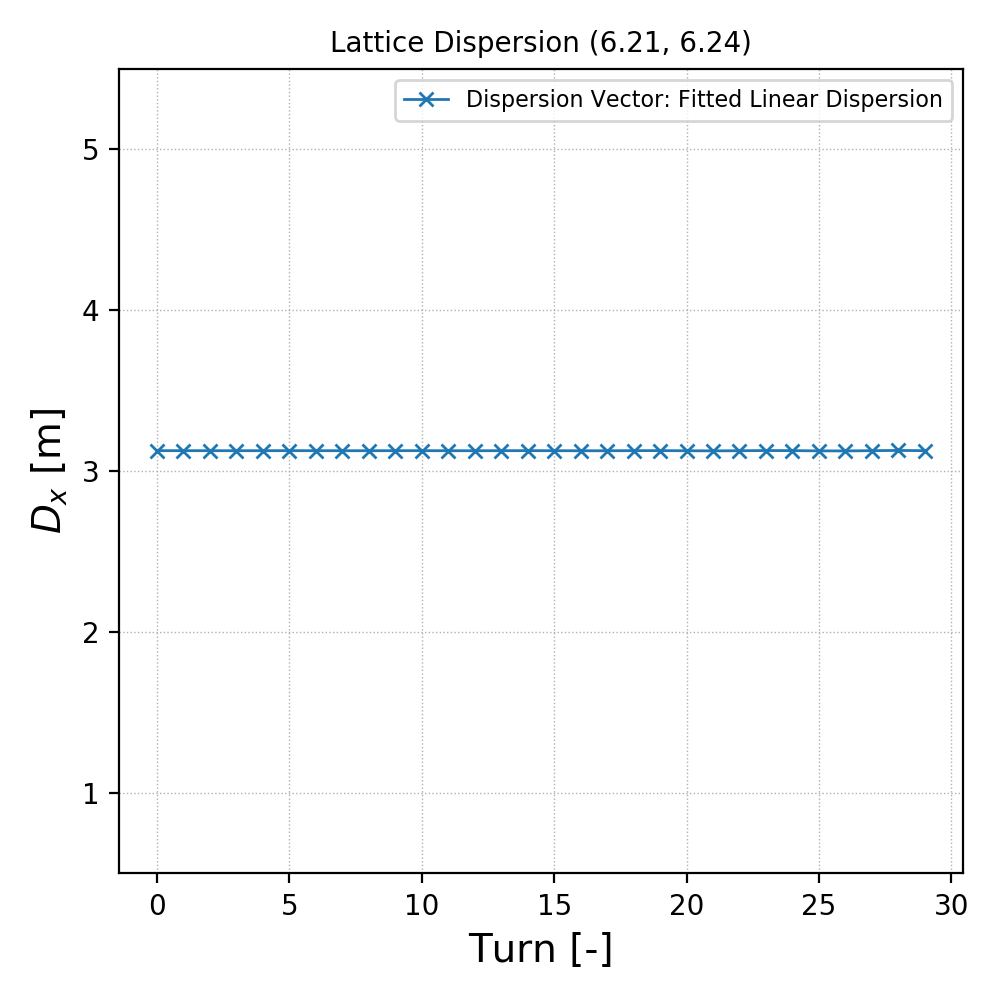 Lattice Dispersion (6.21, 6.24)
Dispersion Vector: Fitted Linear Dispersion
5
4
3
2
1
D_x [m]
0 5 10 15 20 25 30
Turn [-]